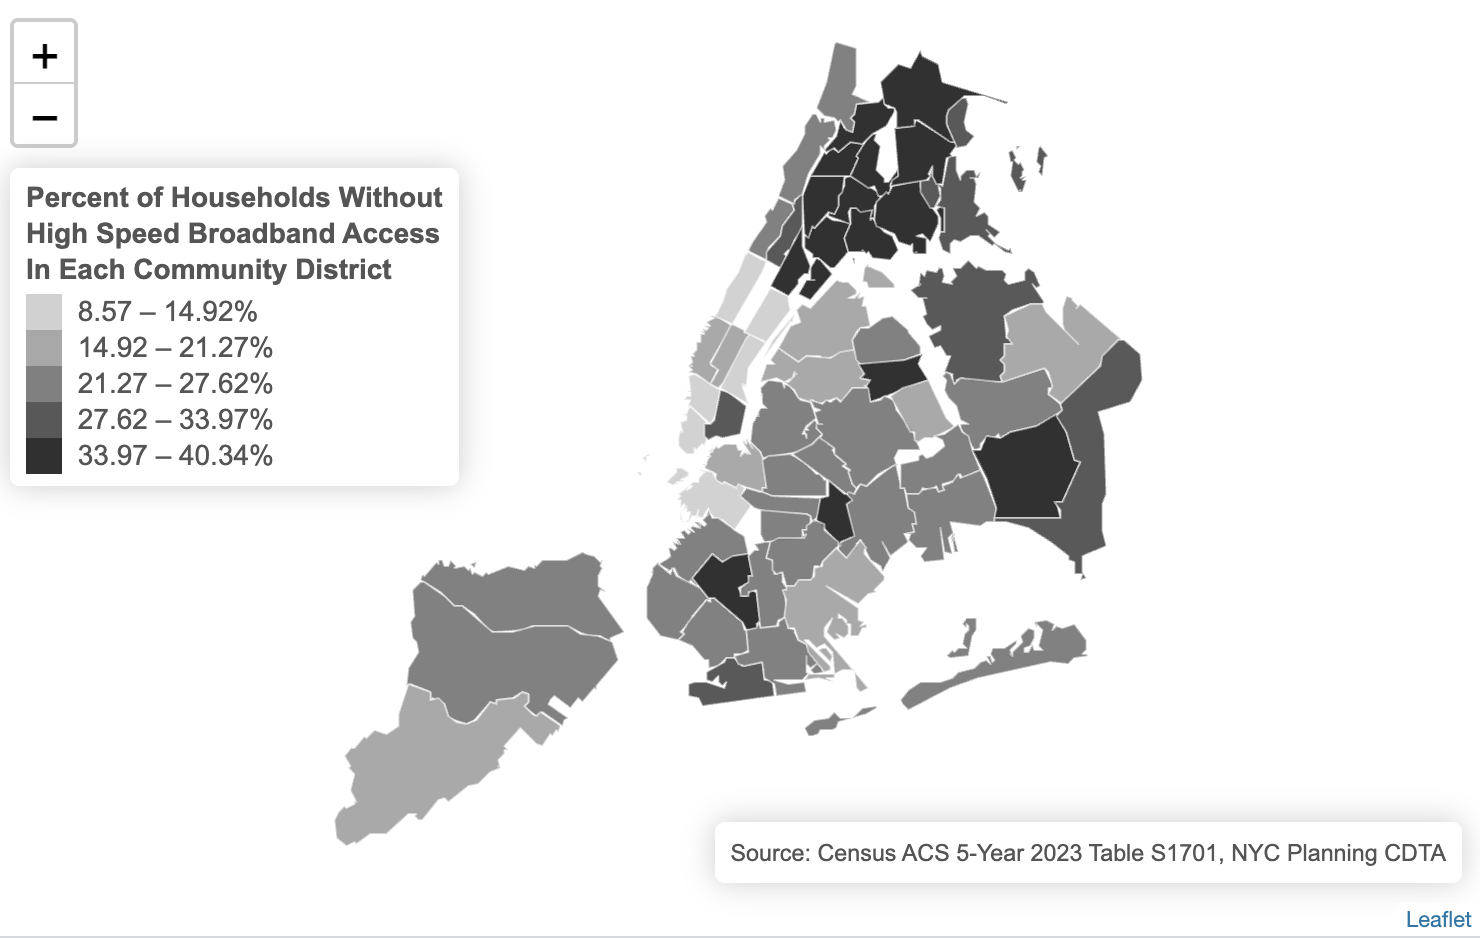 +
−
Percent of Households Without
High Speed Broadband Access
In Each Community District
8.57 – 14.92%
14.92 – 21.27%
21.27 – 27.62%
27.62 – 33.97%
33.97 – 40.34%
Source: Census ACS 5-Year 2023 Table S1701, NYC Planning CDTA
Leaflet